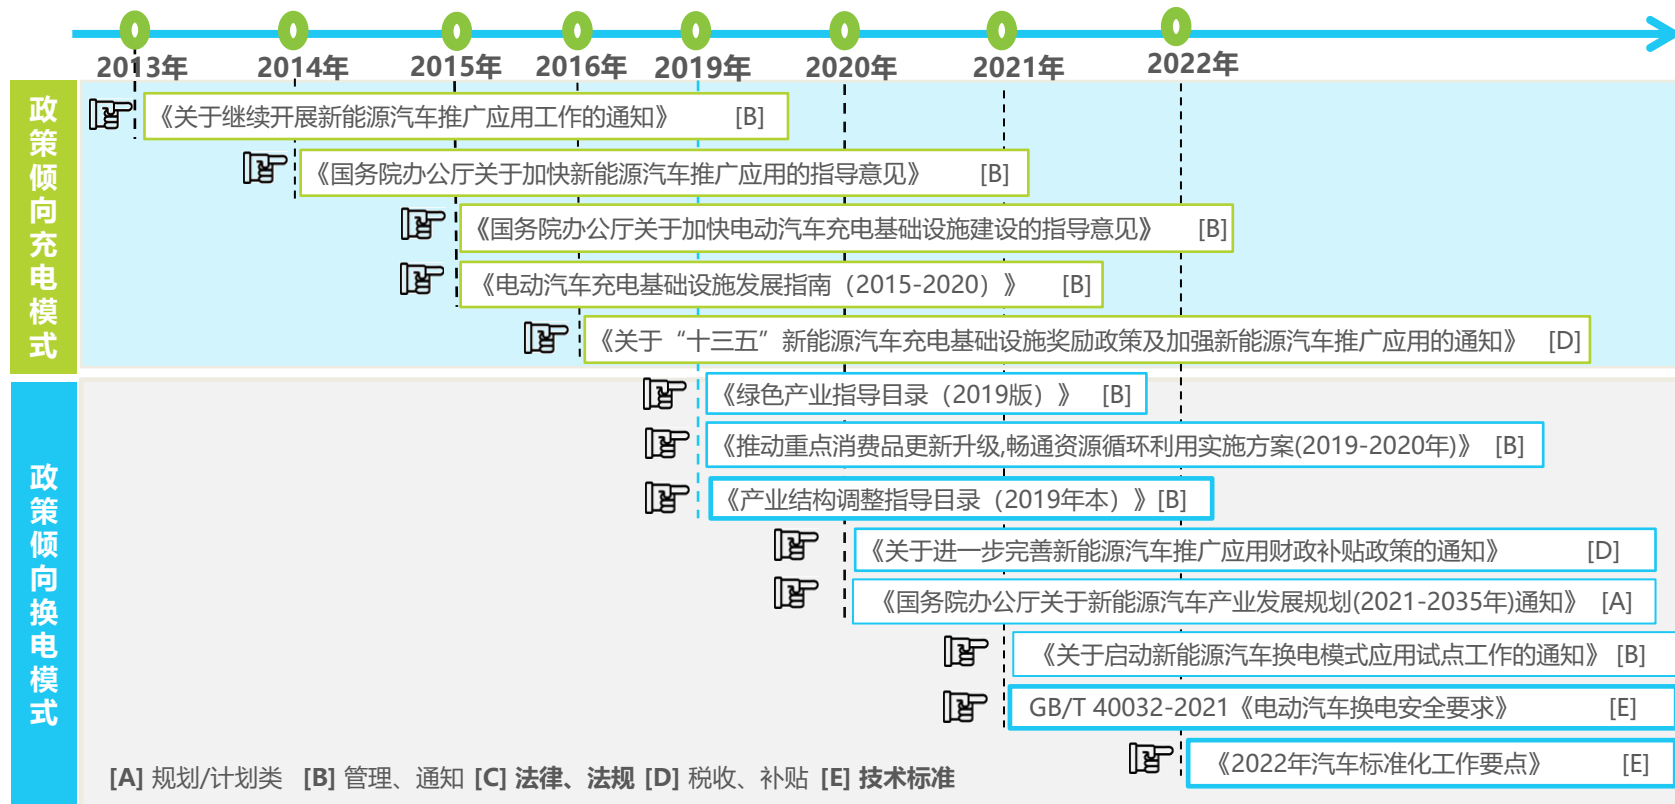 2013年 2014年 2015年 2016年 2019年 2020年 2021年 2022年
政策倾向充电模式
《关于继续开展新能源汽车推广应用工作的通知》 [B]
《国务院办公厅关于加快新能源汽车推广应用的指导意见》 [B]
《国务院办公厅关于加快电动汽车充电基础设施建设的指导意见》 [B]
《电动汽车充电基础设施发展指南（2015-2020）》 [B]
《关于“十三五”新能源汽车充电基础设施奖励政策及加强新能源汽车推广应用的通知》 [D]
政策倾向换电模式
《绿色产业指导目录（2019版）》 [B]
《推动重点消费品更新升级,畅通资源循环利用实施方案(2019-2020年)》 [B]
《产业结构调整指导目录（2019年本）》[B]
《关于进一步完善新能源汽车推广应用财政补贴政策的通知》 [D]
《国务院办公厅关于新能源汽车产业发展规划(2021-2035年)通知》 [A]
《关于启动新能源汽车换电模式应用试点工作的通知》 [B]
GB/T 40032-2021《电动汽车换电安全要求》 [E]
《2022年汽车标准化工作要点》 [E]
[A] 规划/计划类 [B] 管理、通知 [C] 法律、法规 [D] 税收、补贴 [E] 技术标准